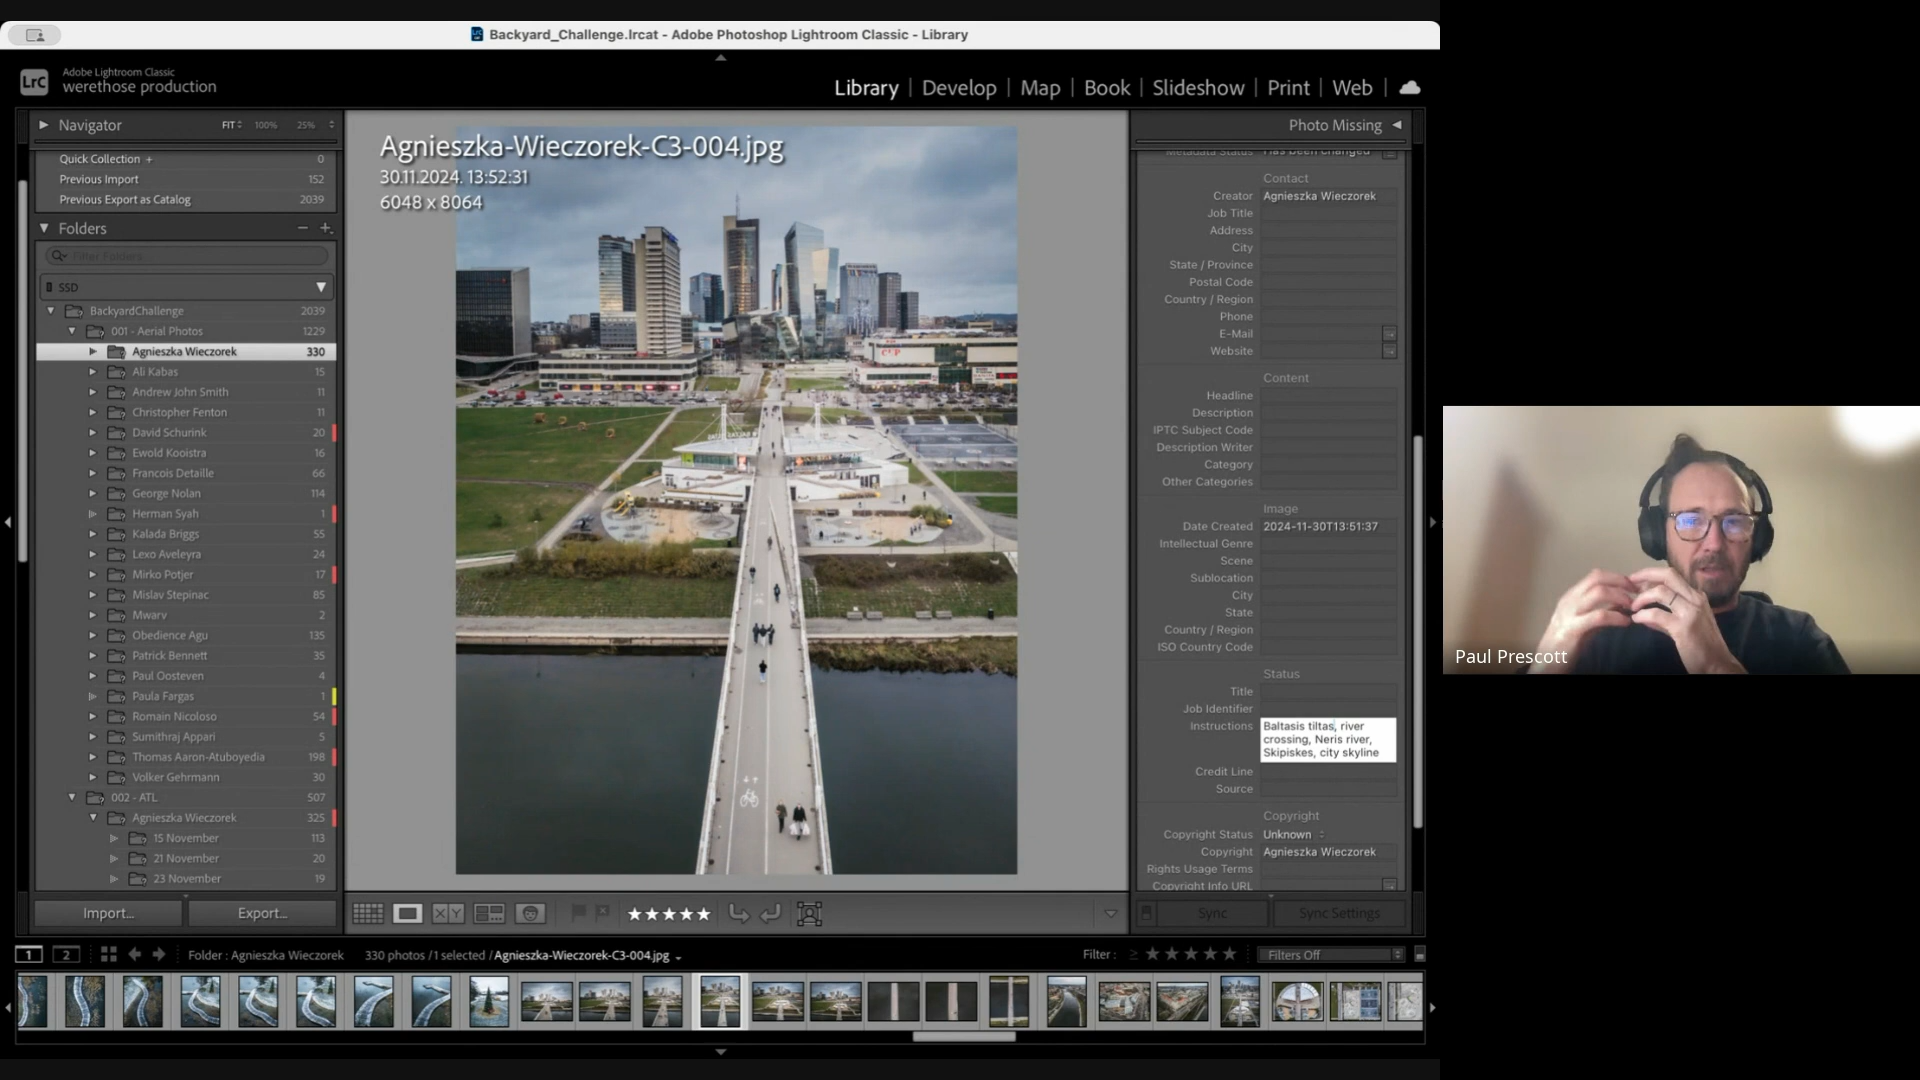 Backyard_Challenge.lrcat - Adobe Photoshop Lightroom Classic - Library
LrC
Adobe Lightroom Classic
werethose production
Library | Develop | Map | Book | Slideshow | Print | Web
Navigator FIT 100% 25%
Quick Collection + 0
Previous Import 152
Previous Export as Catalog 2039
Folders
Filter Folders
SSD
BackyardChallenge 2039
001 - Aerial Photos 1229
Agnieszka Wieczorek 330
Ali Kabas 15
Andrew John Smith 11
Christopher Fenton 11
David Schurink 20
Ewold Kooistra 16
Francois Detaille 66
George Nolan 114
Herman Syah 1
Kalada Briggs 55
Lexo Aveleyra 24
Mirko Potjer 17
Mislav Stepinac 85
Mwarv 2
Obedience Agu 135
Patrick Bennett 35
Paul Oosteven 4
Paula Fargas 1
Romain Nicoloso 54
Sumithraj Appari 5
Thomas Aaron-Atuboyedia 198
Volker Gehrmann 30
002 - ATL 507
Agnieszka Wieczorek 325
15 November 113
21 November 20
23 November 19
Import... Export...
Agnieszka-Wieczorek-C3-004.jpg
30.11.2024. 13:52:31
6048 x 8064
Photo Missing
Metadata Status Has been changed
Contact
Creator Agnieszka Wieczorek
Job Title
Address
City
State / Province
Postal Code
Country / Region
Phone
E-Mail
Website
Content
Headline
Description
IPTC Subject Code
Description Writer
Category
Other Categories
Image
Date Created 2024-11-30T13:51:37
Intellectual Genre
Scene
Sublocation
City
State
Country / Region
ISO Country Code
Status
Title
Job Identifier
Instructions Baltasis tiltas, river
crossing, Neris river,
Skipiskes, city skyline
Credit Line
Source
Copyright
Copyright Status Unknown
Copyright Agnieszka Wieczorek
Rights Usage Terms
Copyright Info URL
Sync Sync Settings
X Y
1 2 Folder : Agnieszka Wieczorek 330 photos / 1 selected / Agnieszka-Wieczorek-C3-004.jpg
Filter : Filters Off
Paul Prescott